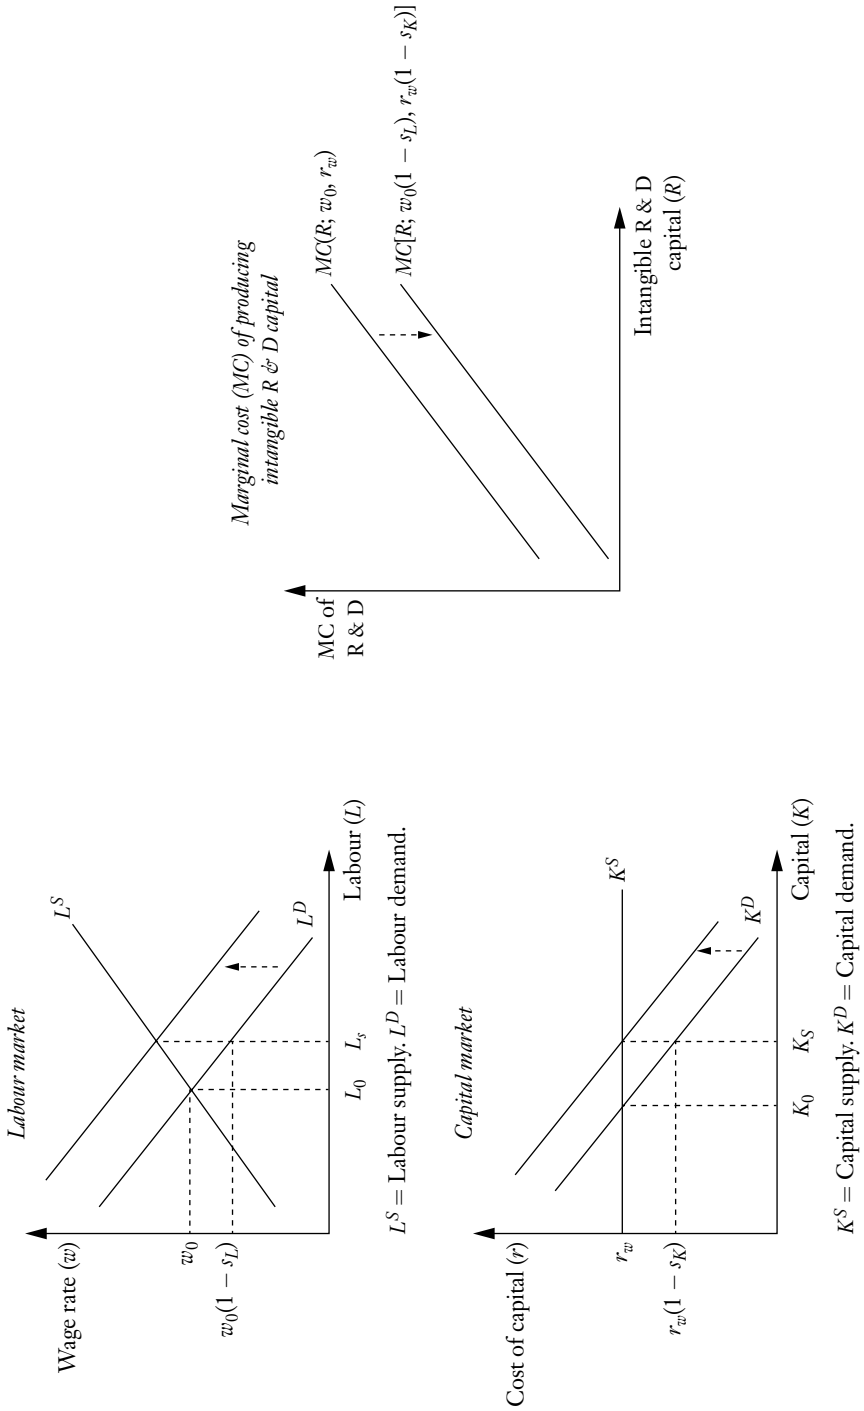 Labour market
Wage rate (w)
L^S
w_0
w_0(1 − s_L)
L^D
L_0
L_s
Labour (L)
L^S = Labour supply. L^D = Labour demand.
Capital market
Cost of capital (r)
r_w
K^S
r_w(1 − s_K)
K^D
K_0
K_S
Capital (K)
K^S = Capital supply. K^D = Capital demand.
Marginal cost (MC) of producing
intangible R & D capital
MC of
R & D
MC(R; w_0, r_w)
MC[R; w_0(1 − s_L), r_w(1 − s_K)]
Intangible R & D
capital (R)